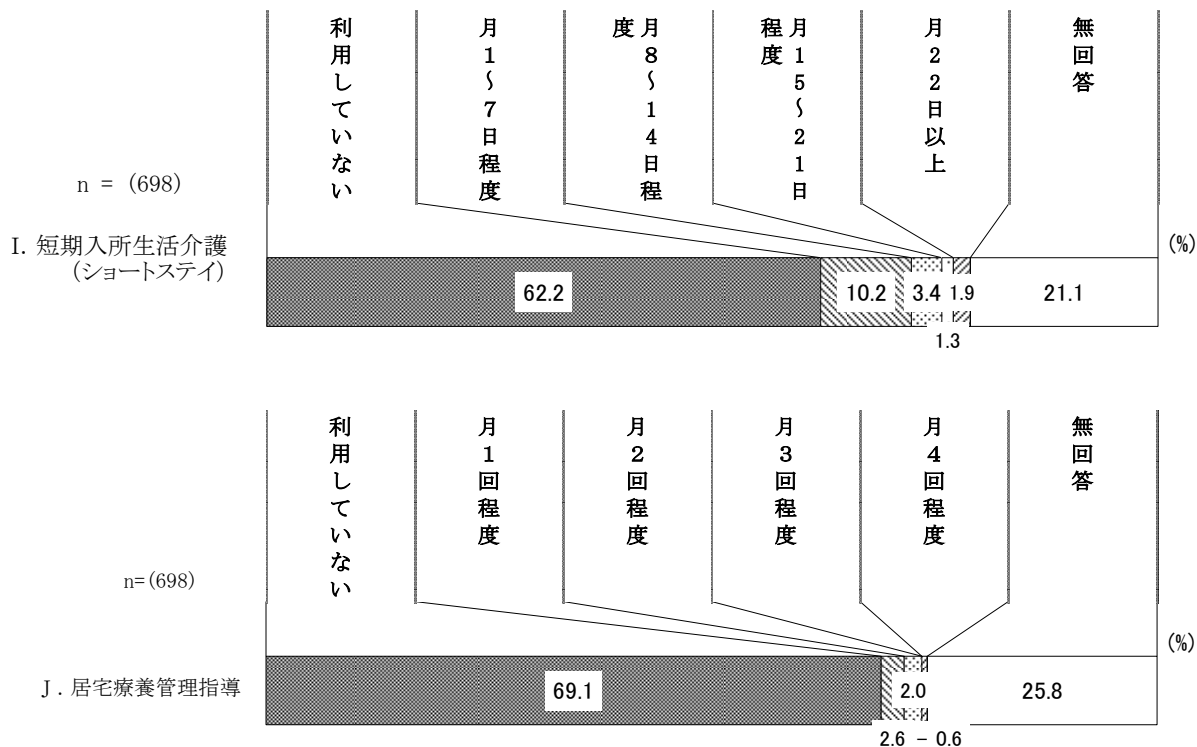 利用していない
月1～7日程度
月8～14日程度
月15～21日程度
月22日以上
無回答
n = (698)
I. 短期入所生活介護
(ショートステイ)
(%)
62.2
10.2
3.4
1.9
21.1
1.3
利用していない
月1回程度
月2回程度
月3回程度
月4回程度
無回答
n=(698)
(%)
J . 居宅療養管理指導
69.1
2.0
25.8
2.6 － 0.6